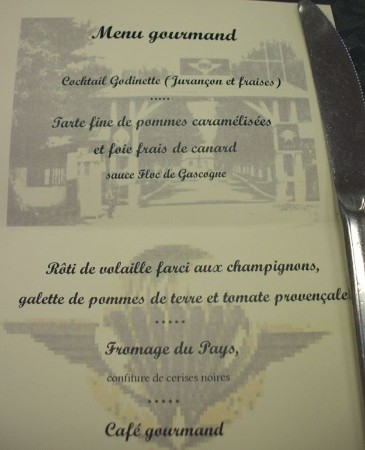 Menu gourmand
Cocktail Godinette (Jurançon et fraises)
*****
Tarte fine de pommes caramélisées
et foie frais de canard
sauce Floc de Gascogne
Rôti de volaille farci aux champignons,
galette de pommes de terre et tomate provençale
*****
Fromage du Pays,
confiture de cerises noires
*****
Café gourmand